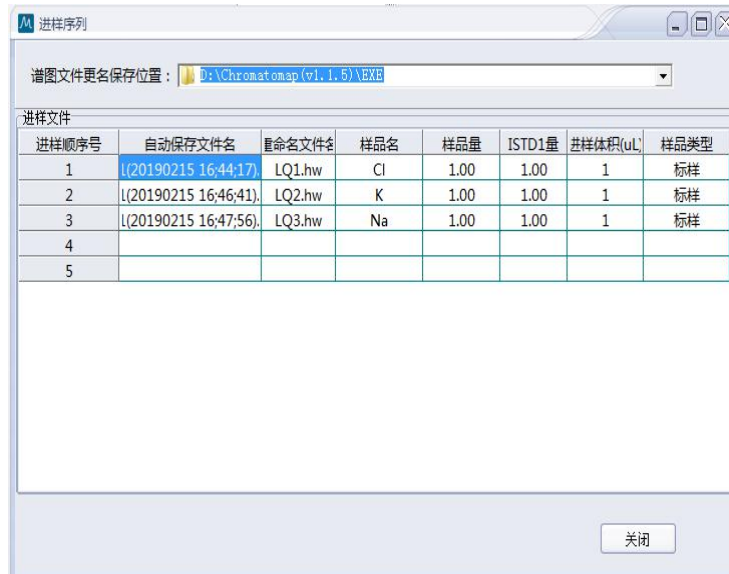 进样序列
谱图文件更名保存位置： D:\Chromatomap(v1.1.5)\EXE
进样文件
进样顺序号 自动保存文件名 重命名文件名 样品名 样品量 ISTD1量 进样体积(uL) 样品类型
1 (20190215 16;44;17). LQ1.hw Cl 1.00 1.00 1 标样
2 (20190215 16;46;41). LQ2.hw K 1.00 1.00 1 标样
3 (20190215 16;47;56). LQ3.hw Na 1.00 1.00 1 标样
4
5
关闭